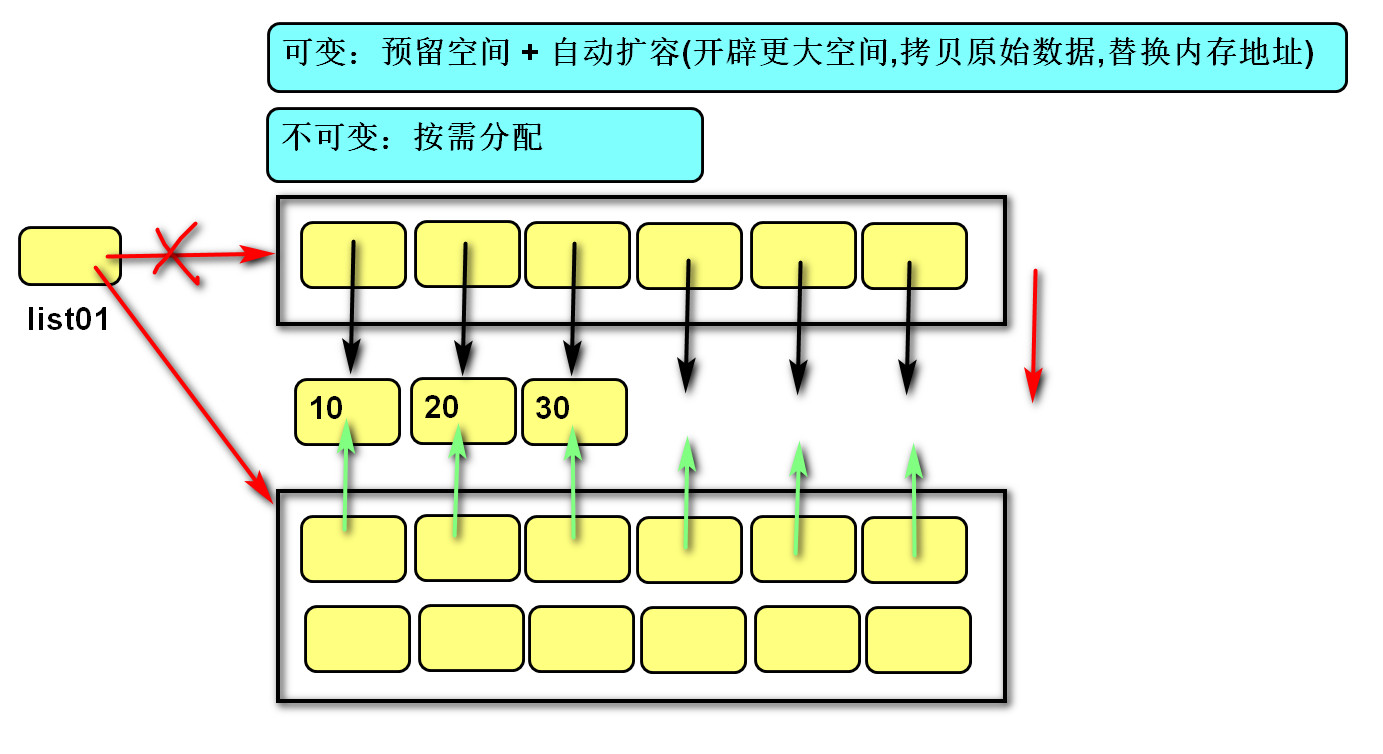 可变：预留空间 + 自动扩容(开辟更大空间,拷贝原始数据,替换内存地址)
不可变：按需分配
list01
10
20
30